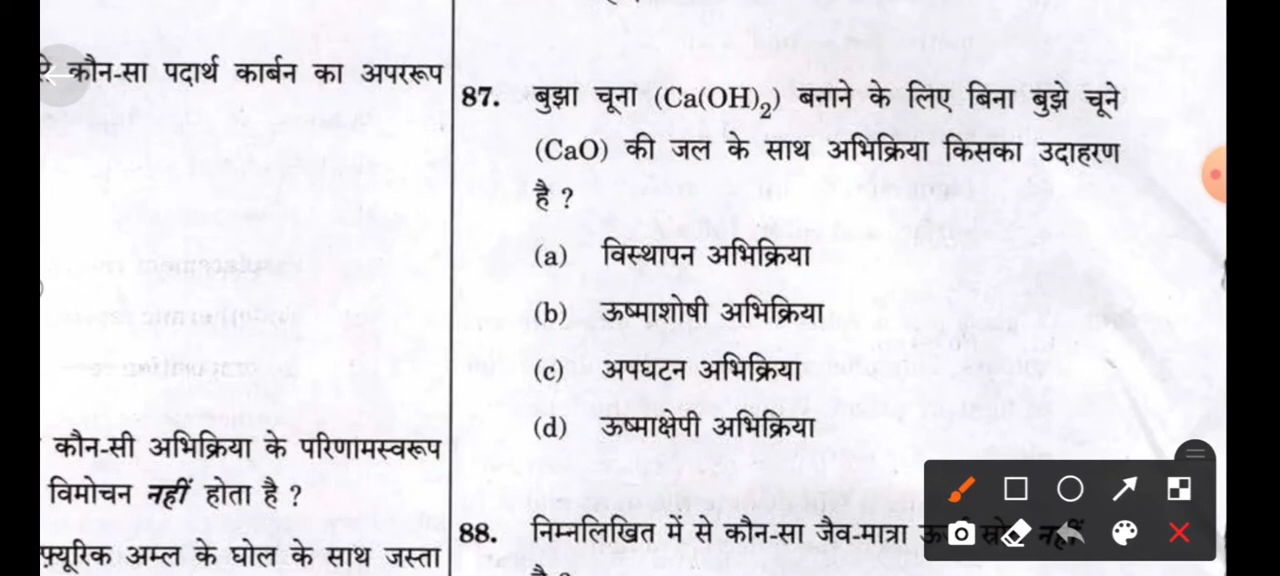 कौन-सा पदार्थ कार्बन का अपररूप
कौन-सी अभिक्रिया के परिणामस्वरूप
विमोचन नहीं होता है ?
फ़्यूरिक अम्ल के घोल के साथ जस्ता
87. बुझा चूना (Ca(OH)₂) बनाने के लिए बिना बुझे चूने
(CaO) की जल के साथ अभिक्रिया किसका उदाहरण
है ?
(a) विस्थापन अभिक्रिया
(b) ऊष्माशोषी अभिक्रिया
(c) अपघटन अभिक्रिया
(d) ऊष्माक्षेपी अभिक्रिया
88. निम्नलिखित में से कौन-सा जैव-मात्रा नहीं
है ?